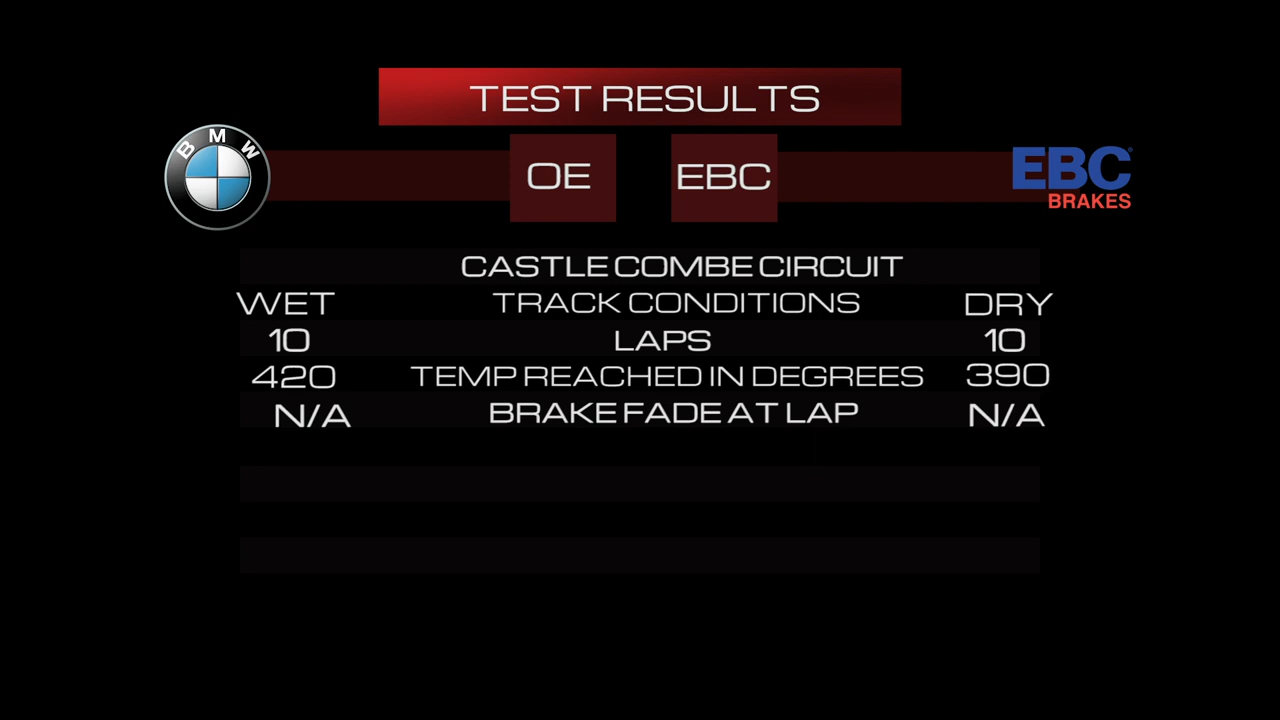 TEST RESULTS
BMW OE EBC EBC BRAKES
CASTLE COMBE CIRCUIT
WET TRACK CONDITIONS DRY
10 LAPS 10
420 TEMP REACHED IN DEGREES 390
N/A BRAKE FADE AT LAP N/A